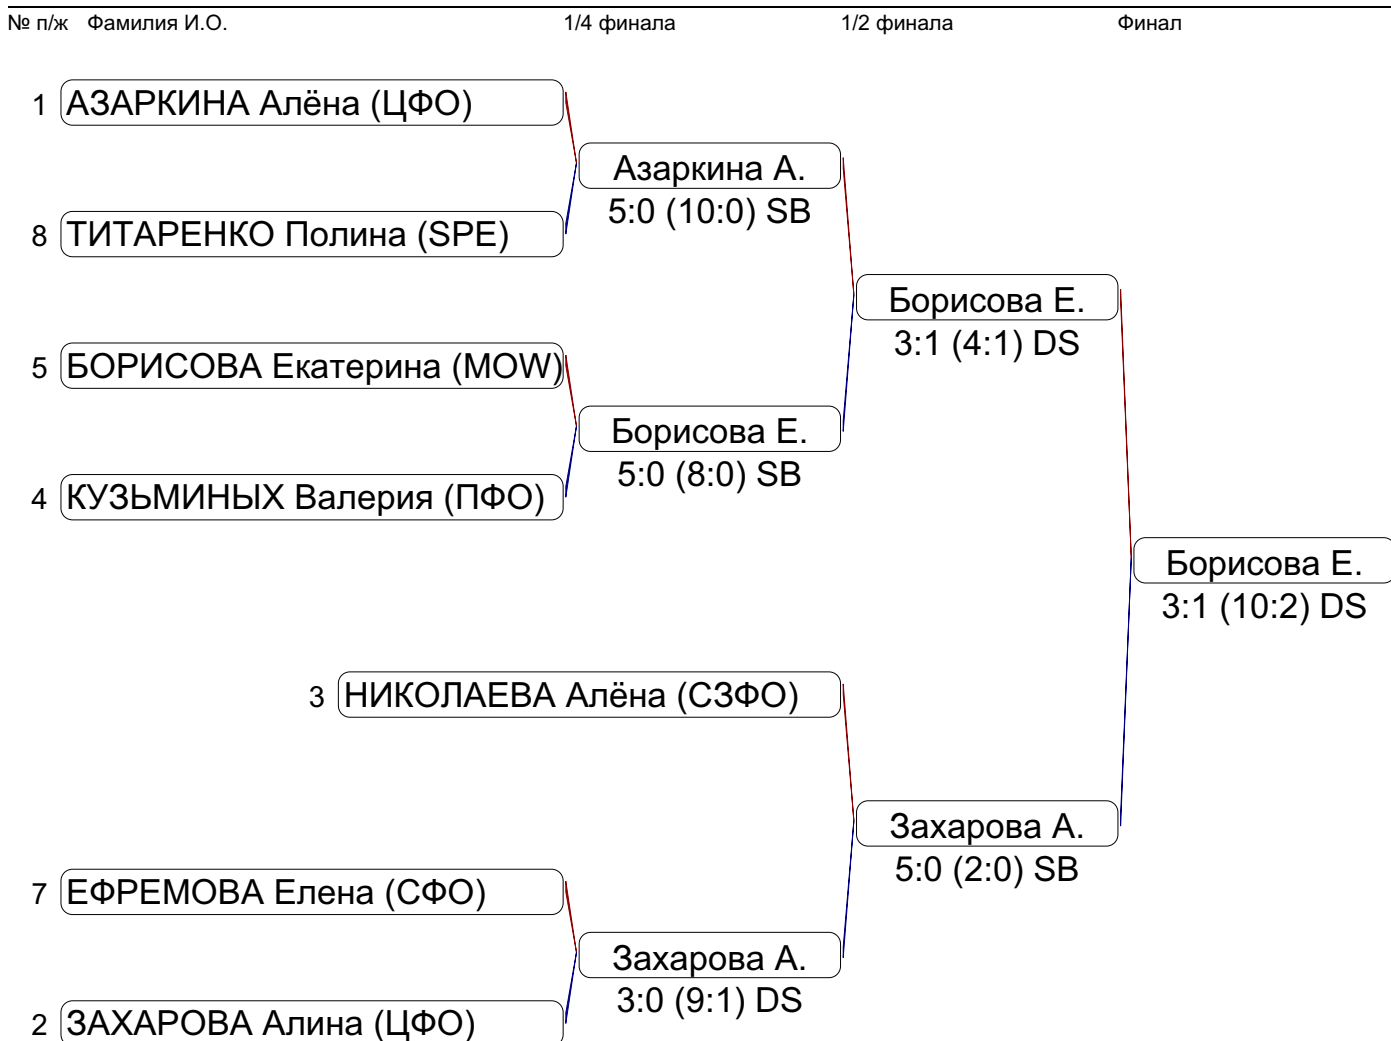 № п/ж Фамилия И.О. 1/4 финала 1/2 финала Финал
1 АЗАРКИНА Алёна (ЦФО)
Азаркина А.
5:0 (10:0) SB
8 ТИТАРЕНКО Полина (SPE)
Борисова Е.
3:1 (4:1) DS
5 БОРИСОВА Екатерина (MOW)
Борисова Е.
5:0 (8:0) SB
4 КУЗЬМИНЫХ Валерия (ПФО)
Борисова Е.
3:1 (10:2) DS
3 НИКОЛАЕВА Алёна (СЗФО)
Захарова А.
5:0 (2:0) SB
7 ЕФРЕМОВА Елена (СФО)
Захарова А.
3:0 (9:1) DS
2 ЗАХАРОВА Алина (ЦФО)